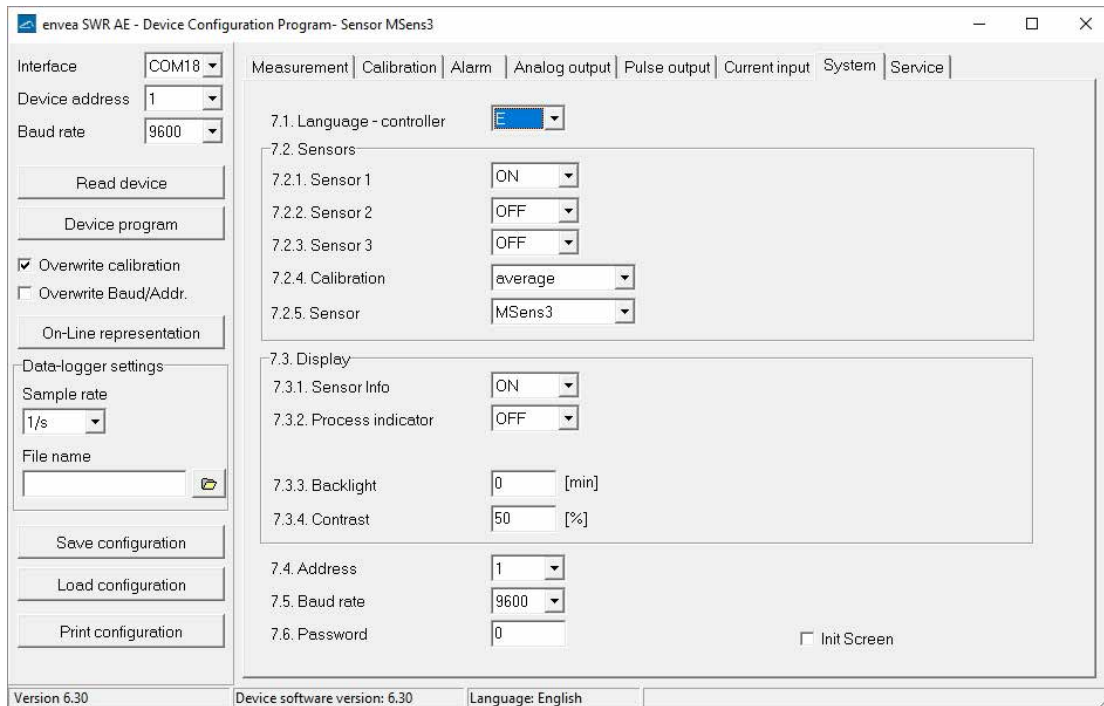 envea SWR AE - Device Configuration Program- Sensor MSens3
Interface COM18
Device address 1
Baud rate 9600
Read device
Device program
Overwrite calibration
Overwrite Baud/Addr.
On-Line representation
Data-logger settings
Sample rate
1/s
File name
Save configuration
Load configuration
Print configuration
Measurement Calibration Alarm Analog output Pulse output Current input System Service
7.1. Language - controller E
7.2. Sensors
7.2.1. Sensor 1 ON
7.2.2. Sensor 2 OFF
7.2.3. Sensor 3 OFF
7.2.4. Calibration average
7.2.5. Sensor MSens3
7.3. Display
7.3.1. Sensor Info ON
7.3.2. Process indicator OFF
7.3.3. Backlight 0 [min]
7.3.4. Contrast 50 [%]
7.4. Address 1
7.5. Baud rate 9600
7.6. Password 0
Init Screen
Version 6.30 Device software version: 6.30 Language: English